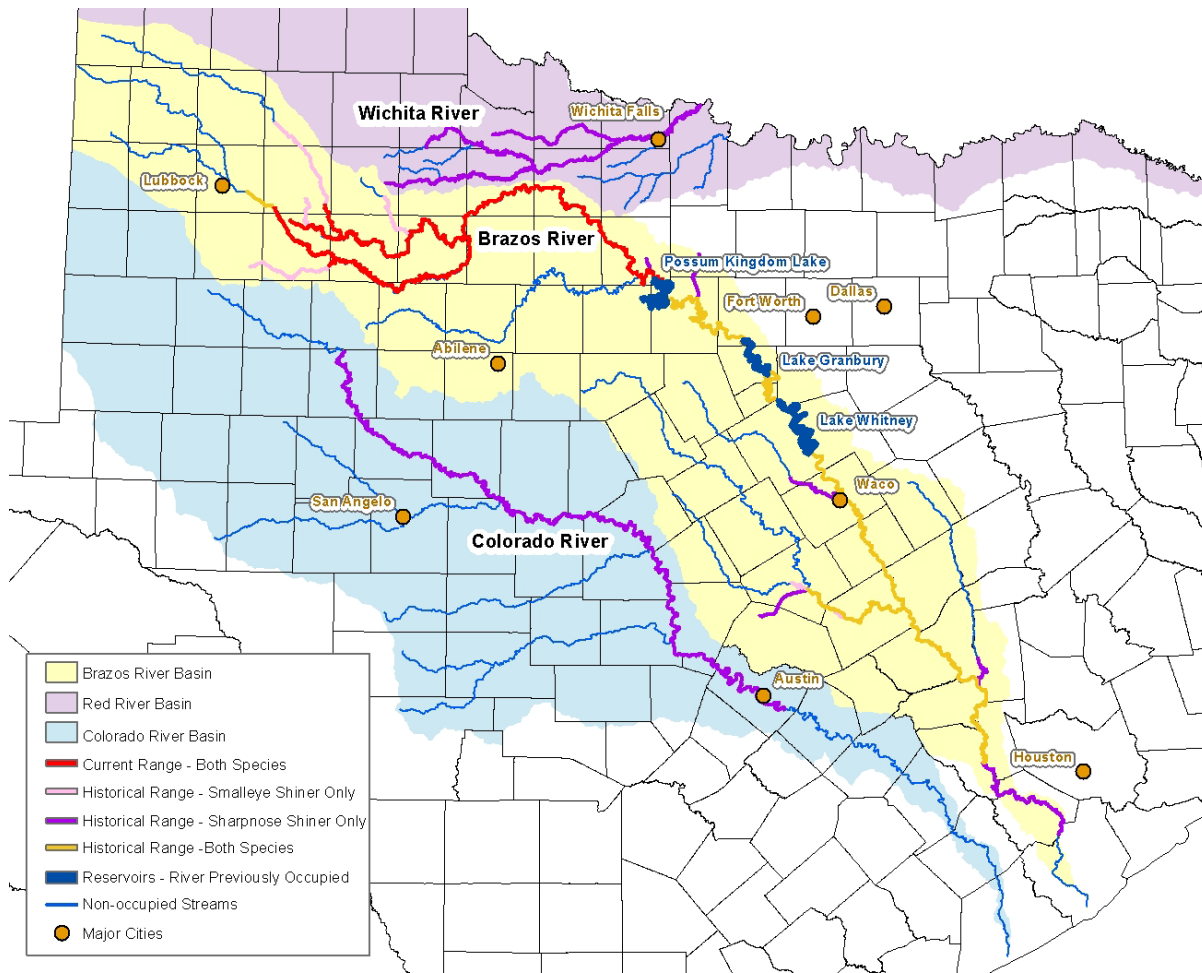 Wichita River
Wichita Falls
Lubbock
Brazos River
Possum Kingdom Lake
Fort Worth
Dallas
Abilene
Lake Granbury
Lake Whitney
San Angelo
Waco
Colorado River
Austin
Houston
Brazos River Basin
Red River Basin
Colorado River Basin
Current Range - Both Species
Historical Range - Smalleye Shiner Only
Historical Range - Sharpnose Shiner Only
Historical Range -Both Species
Reservoirs - River Previously Occupied
Non-occupied Streams
Major Cities